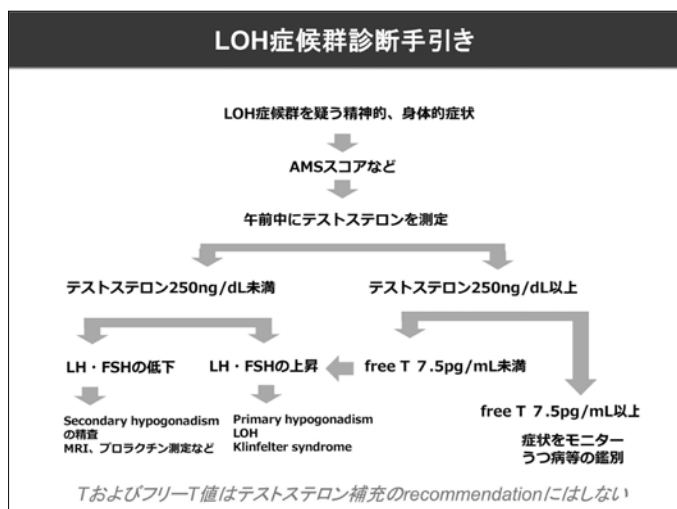 LOH症候群診断手引き
LOH症候群を疑う精神的、身体的症状
AMSスコアなど
午前中にテストステロンを測定
テストステロン250ng/dL未満
テストステロン250ng/dL以上
LH・FSHの低下
LH・FSHの上昇
free T 7.5pg/mL未満
Secondary hypogonadism
の精査
MRI、プロラクチン測定など
Primary hypogonadism
LOH
Klinfelter syndrome
free T 7.5pg/mL以上
症状をモニター
うつ病等の鑑別
TおよびフリーT値はテストステロン補充のrecommendationにはしない